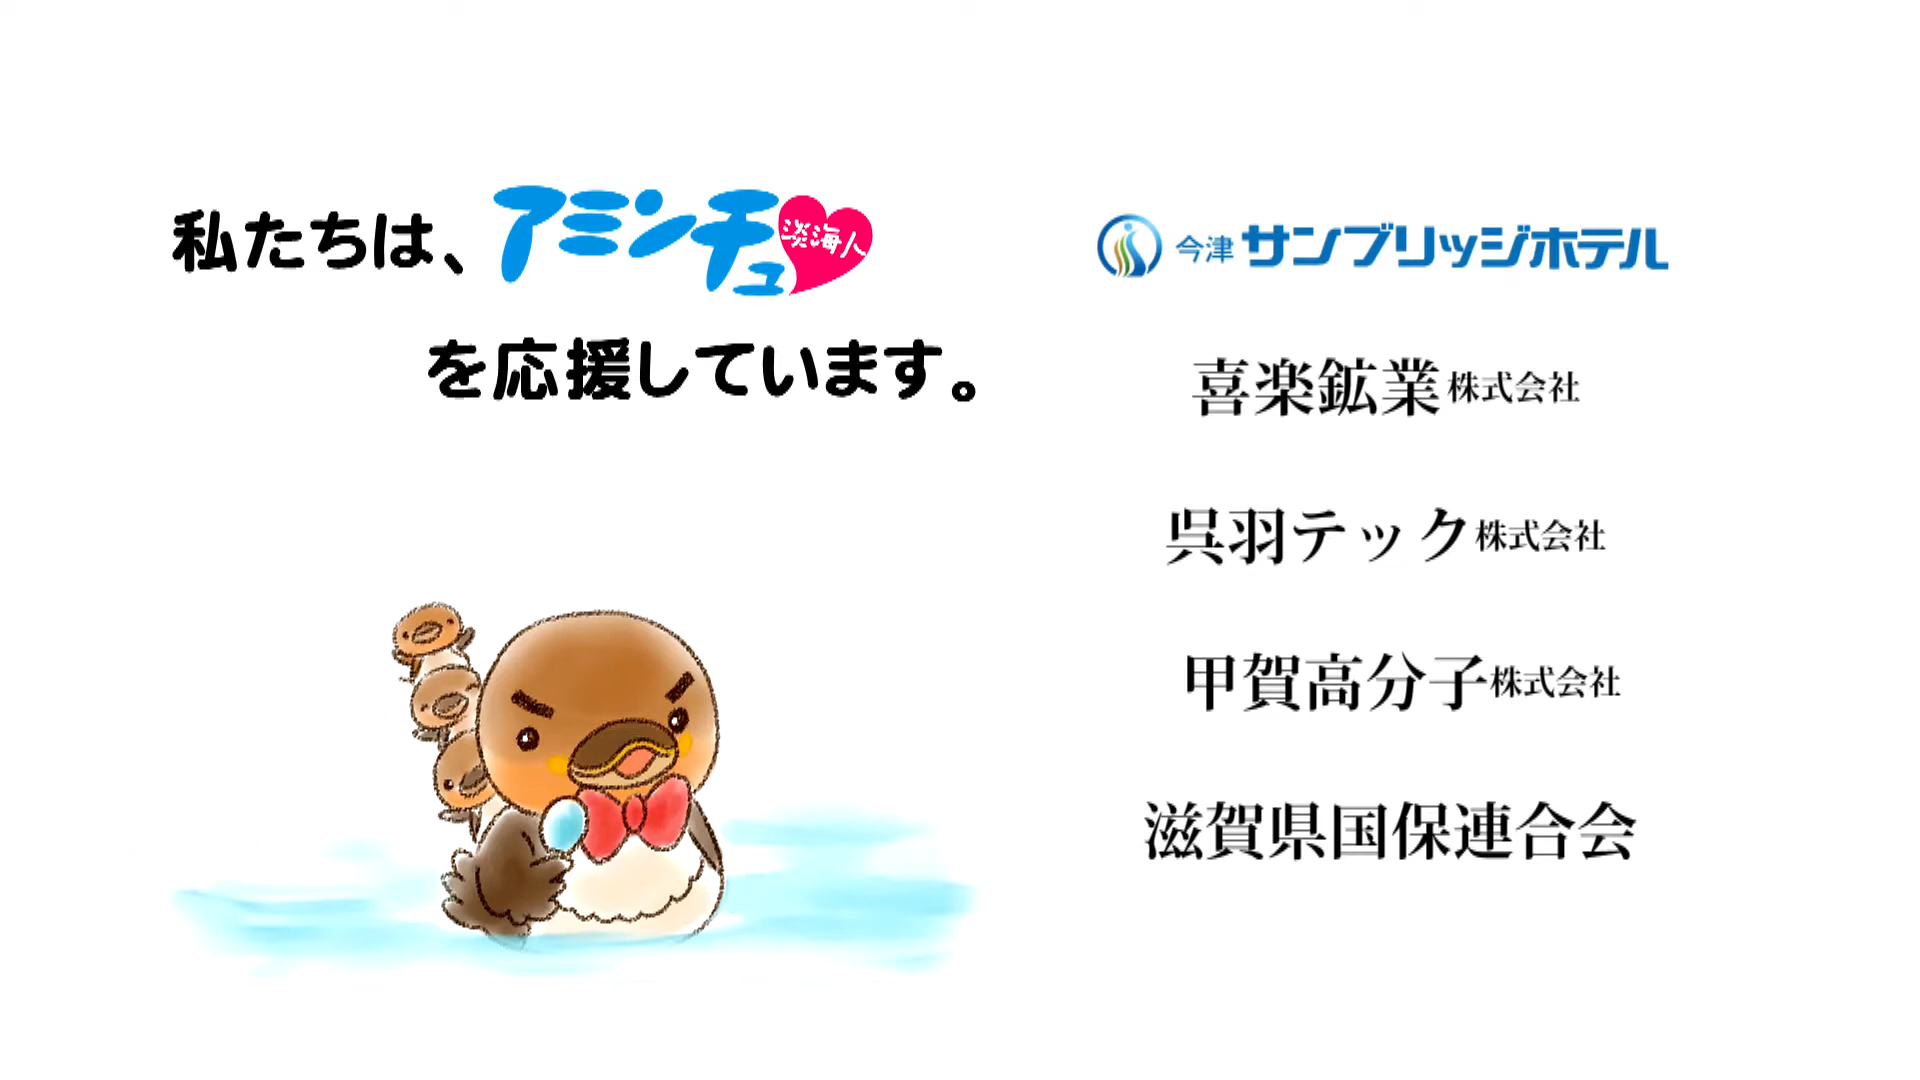 私たちは、アミンチュ淡海人
を応援しています。
今津 サンブリッジホテル
喜楽鉱業株式会社
呉羽テック株式会社
甲賀高分子株式会社
滋賀県国保連合会